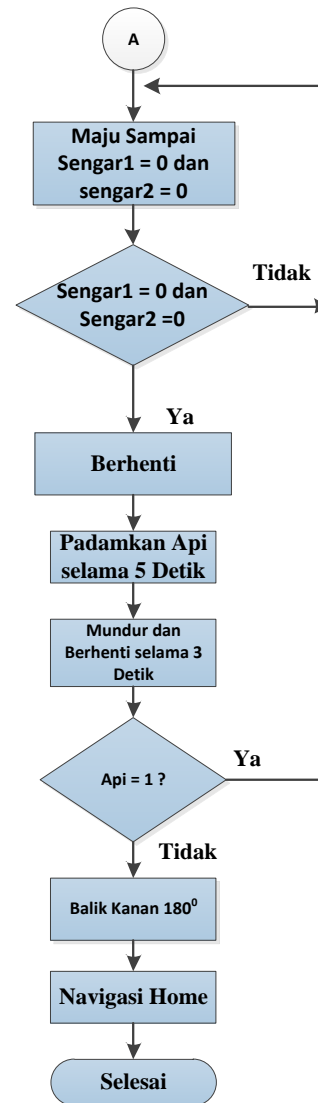 A
Maju Sampai
Sengar1 = 0 dan
sengar2 = 0
Sengar1 = 0 dan
Sengar2 =0
Tidak
Ya
Berhenti
Padamkan Api
selama 5 Detik
Mundur dan
Berhenti selama 3
Detik
Api = 1 ?
Ya
Tidak
Balik Kanan 180⁰
Navigasi Home
Selesai